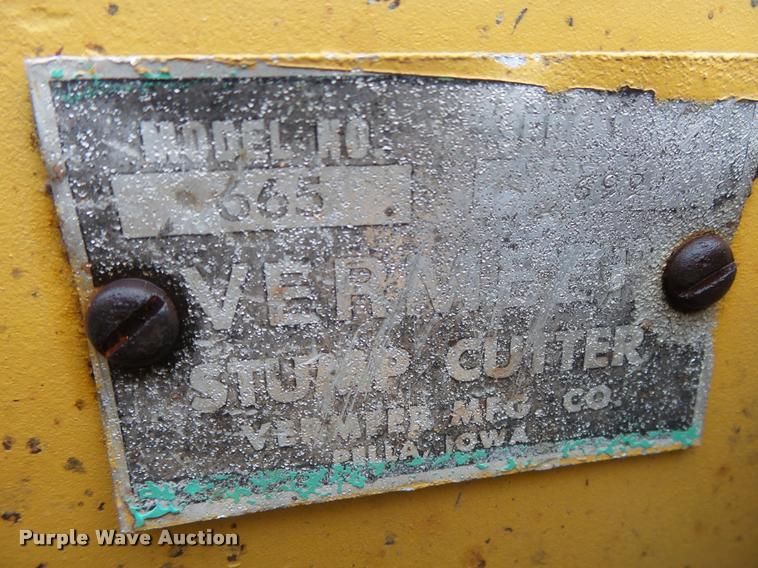 MODEL NO.
665
VERMEER
STUMP CUTTER
VERMEER MFG. CO.
PELLA, IOWA
Purple Wave Auction